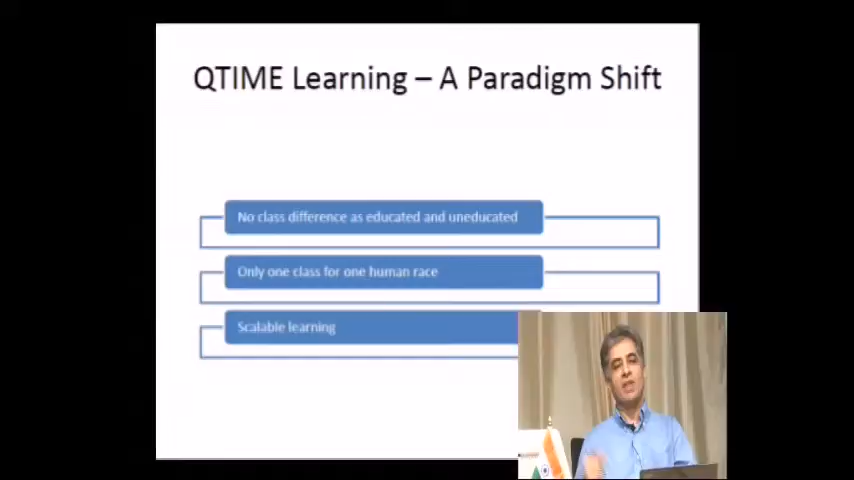 QTIME Learning – A Paradigm Shift
No class difference as educated and uneducated
Only one class for one human race
Scalable learning